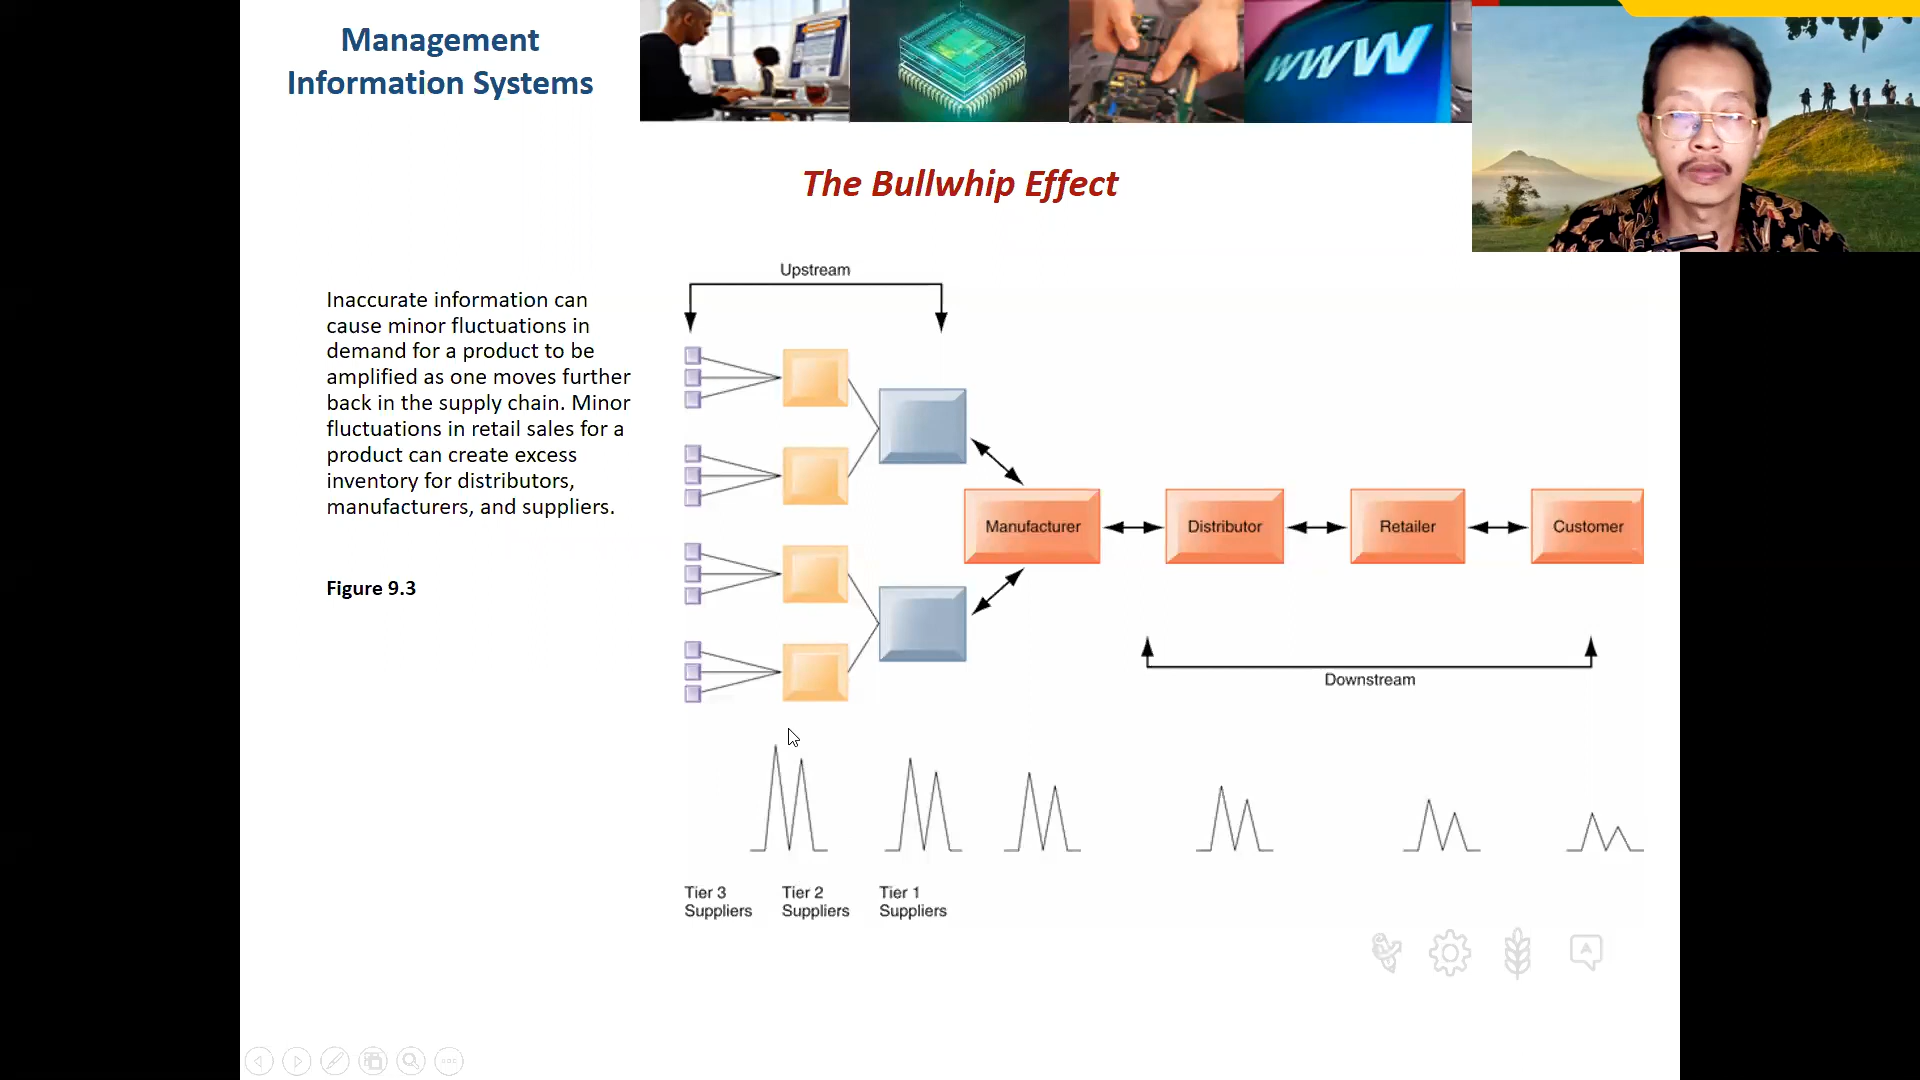 Management
Information Systems
www
The Bullwhip Effect
Inaccurate information can
cause minor fluctuations in
demand for a product to be
amplified as one moves further
back in the supply chain. Minor
fluctuations in retail sales for a
product can create excess
inventory for distributors,
manufacturers, and suppliers.
Figure 9.3
Upstream
Manufacturer
Distributor
Retailer
Customer
Downstream
Tier 3
Suppliers
Tier 2
Suppliers
Tier 1
Suppliers
A